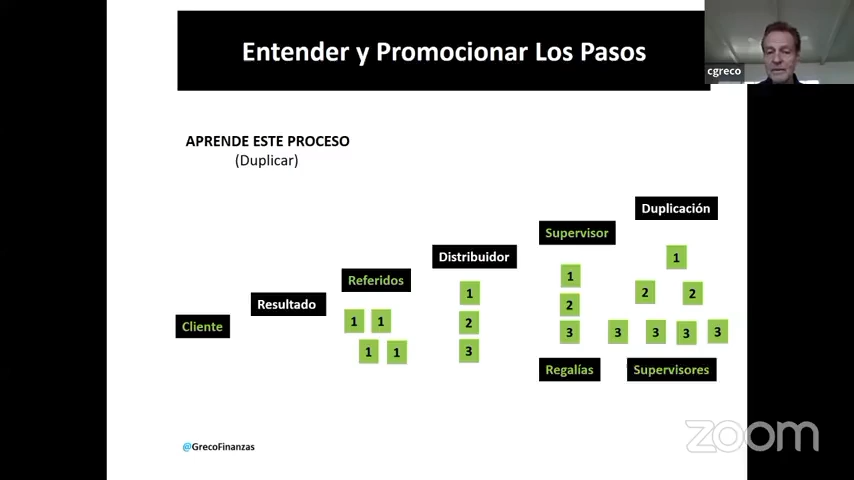 Entender y Promocionar Los Pasos
cgreco
APRENDE ESTE PROCESO
(Duplicar)
Duplicación
Supervisor
Distribuidor
Referidos
Resultado
Cliente
1 1
1 1
1
2
3
1
2
3
1
2 2
3 3 3 3
Regalías
Supervisores
@GrecoFinanzas
zoom